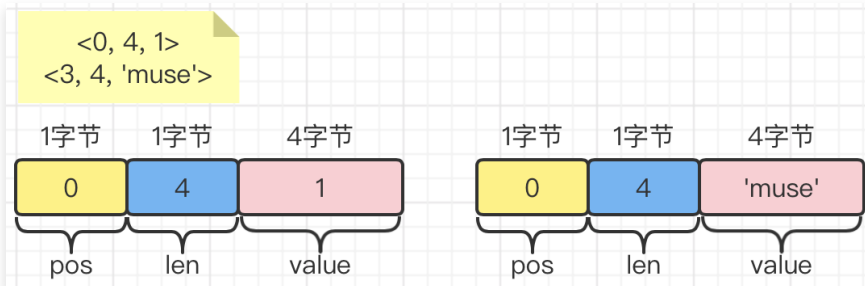 <0, 4, 1>
<3, 4, 'muse'>
1字节 1字节 4字节 1字节 1字节 4字节
0 4 1 0 4 'muse'
pos len value pos len value